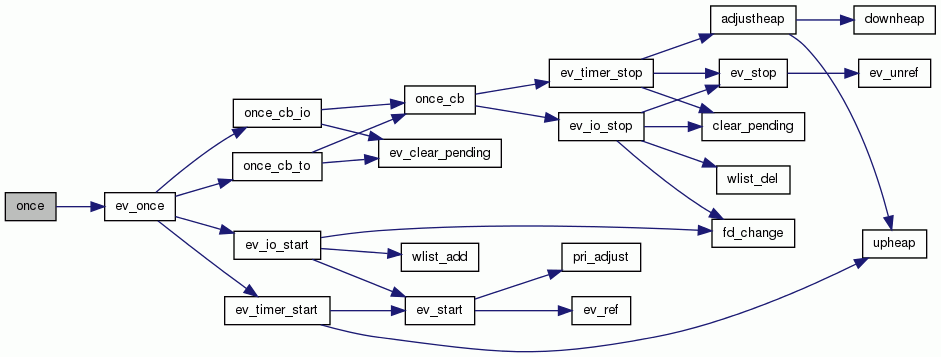 once
ev_once
once_cb_io
once_cb_to
ev_io_start
ev_timer_start
once_cb
ev_clear_pending
wlist_add
ev_start
ev_timer_stop
ev_io_stop
pri_adjust
ev_ref
adjustheap
ev_stop
clear_pending
wlist_del
fd_change
downheap
ev_unref
upheap